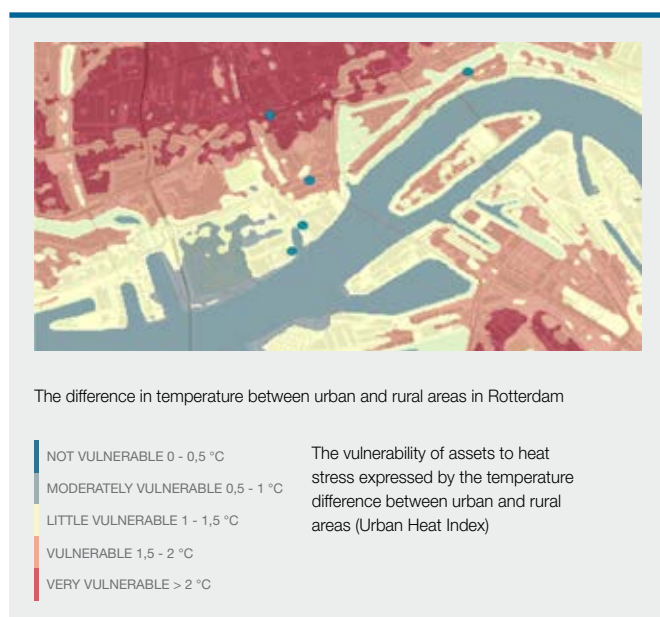 The difference in temperature between urban and rural areas in Rotterdam
NOT VULNERABLE 0 - 0,5 °C
MODERATELY VULNERABLE 0,5 - 1 °C
LITTLE VULNERABLE 1 - 1,5 °C
VULNERABLE 1,5 - 2 °C
VERY VULNERABLE > 2 °C
The vulnerability of assets to heat
stress expressed by the temperature
difference between urban and rural
areas (Urban Heat Index)